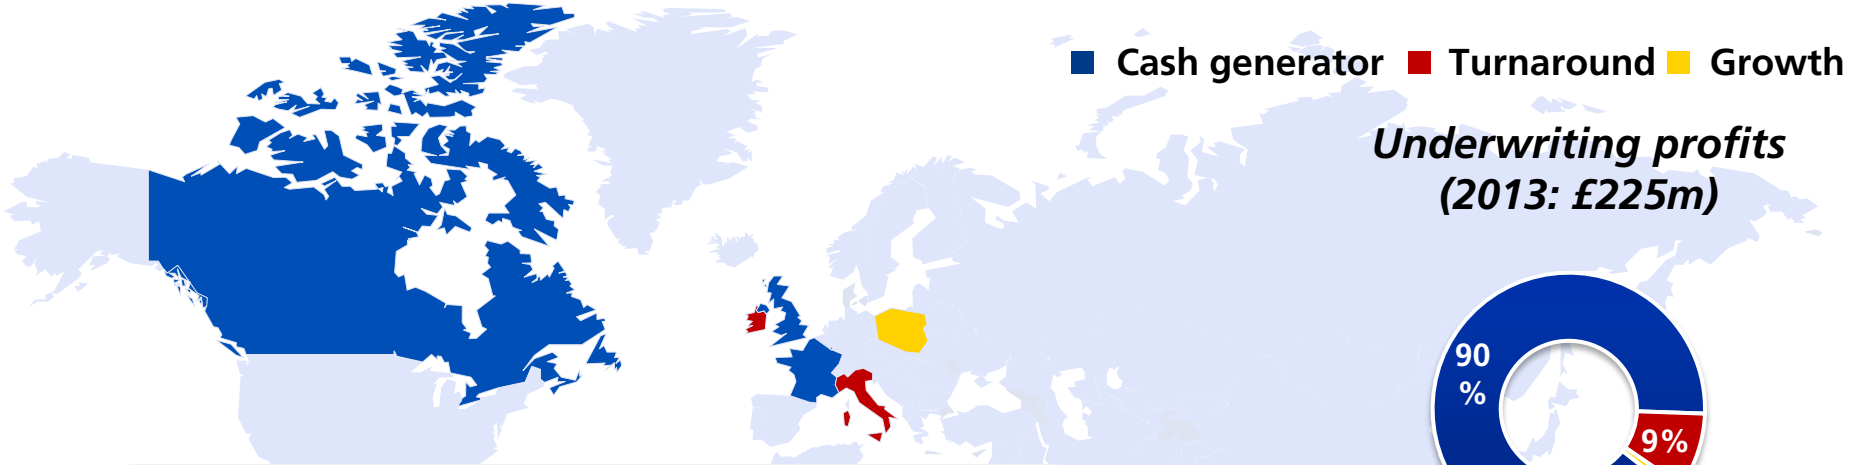 Cash generator Turnaround Growth
Underwriting profits
(2013: £225m)
90
%
9%